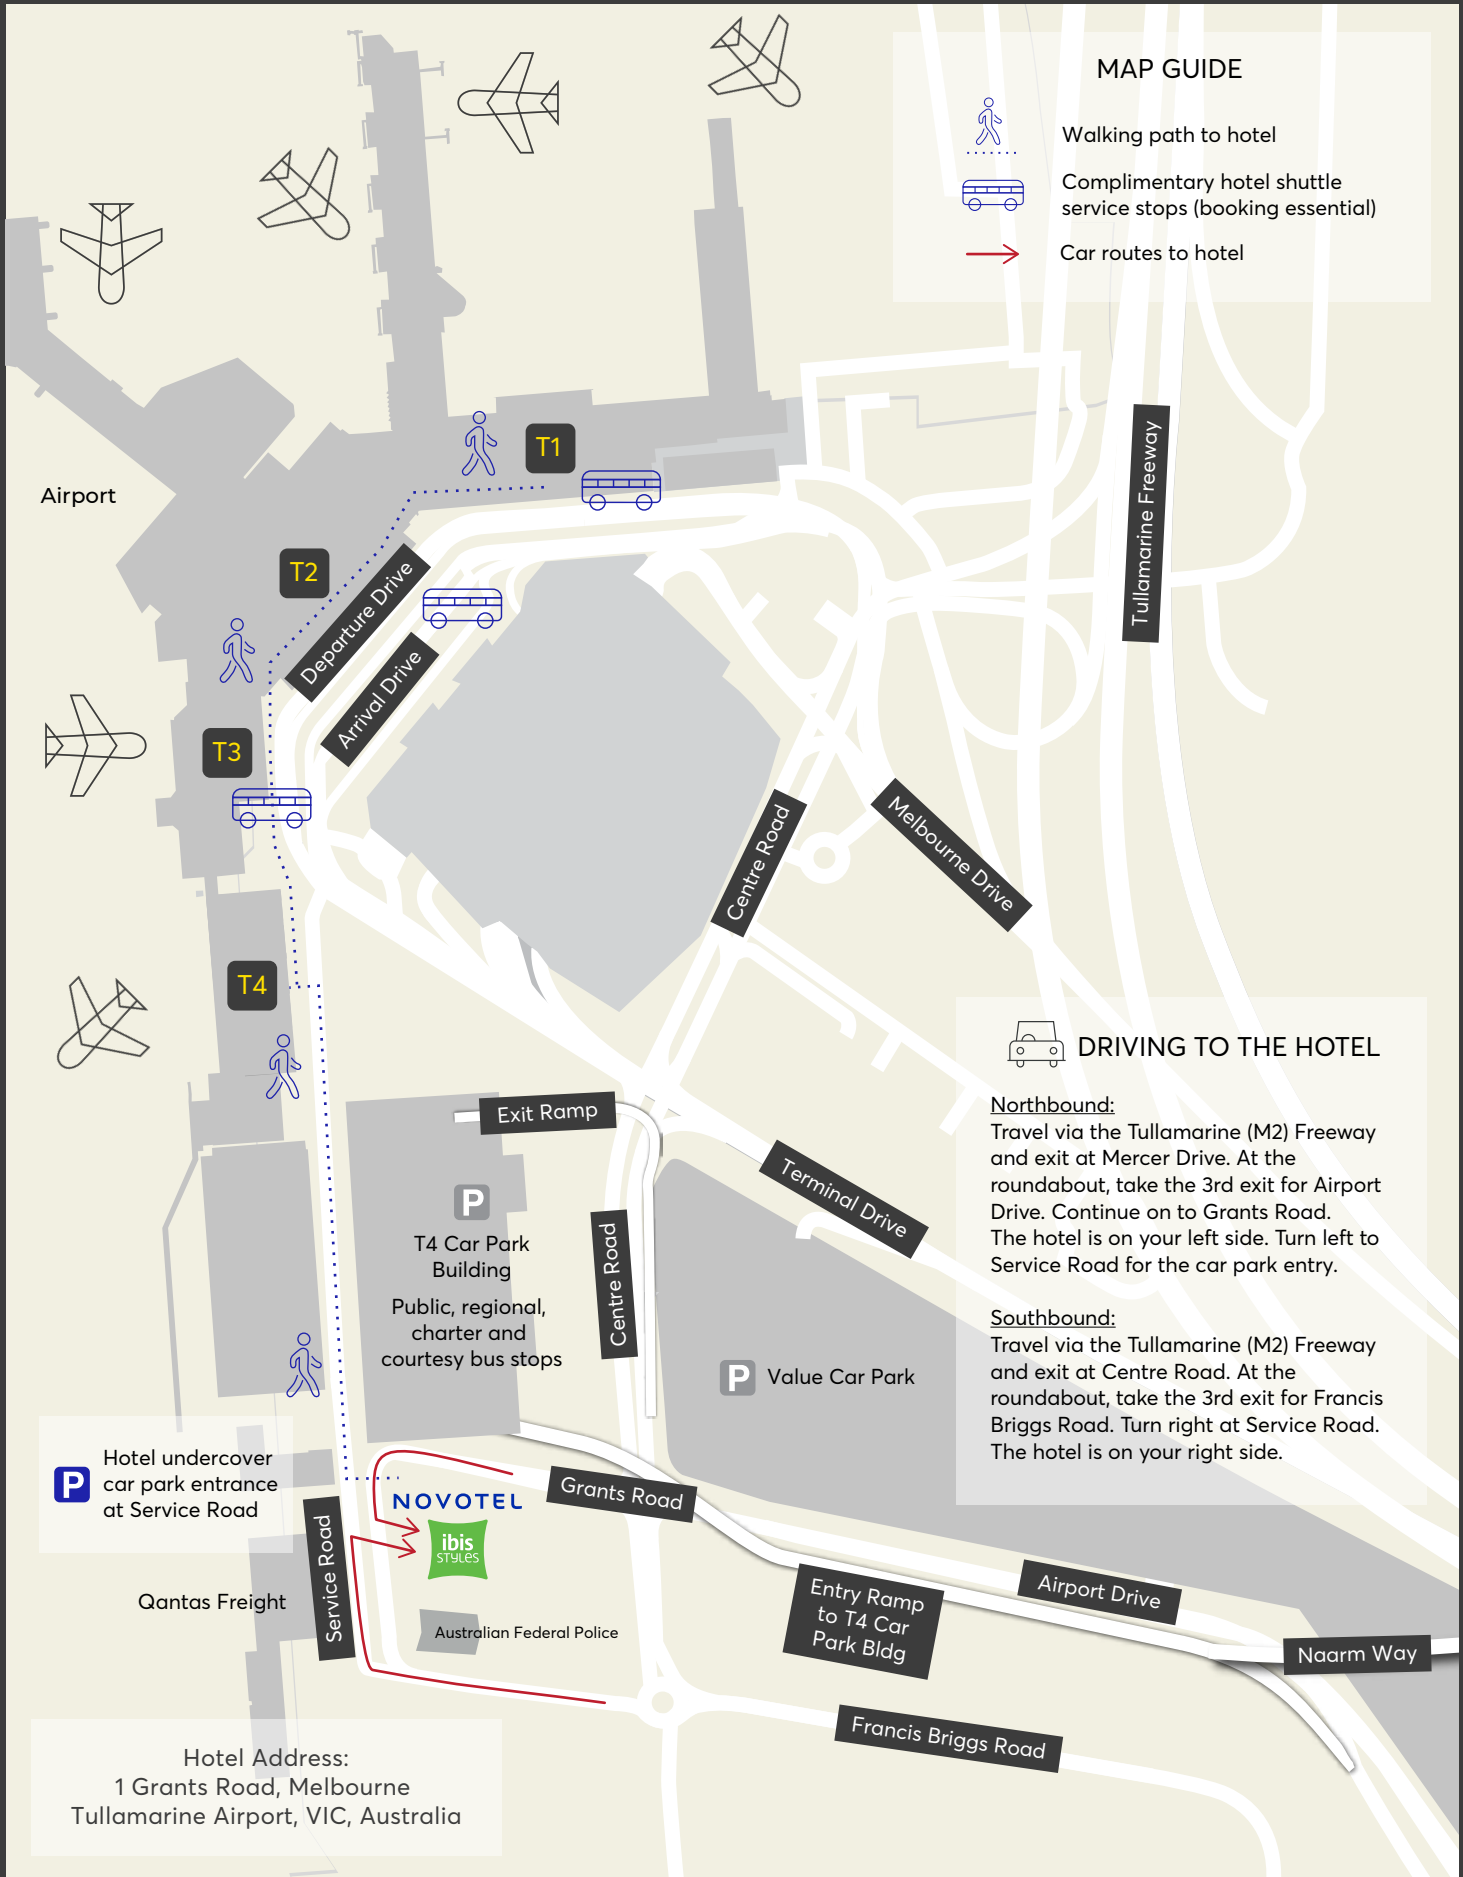 MAP GUIDE
Walking path to hotel
Complimentary hotel shuttle
service stops (booking essential)
Car routes to hotel
T1
Tullamarine Freeway
Airport
T2
Departure Drive
Arrival Drive
T3
Centre Road
Melbourne Drive
T4
DRIVING TO THE HOTEL
Northbound:
Travel via the Tullamarine (M2) Freeway
and exit at Mercer Drive. At the
roundabout, take the 3rd exit for Airport
Drive. Continue on to Grants Road.
The hotel is on your left side. Turn left to
Service Road for the car park entry.
Southbound:
Travel via the Tullamarine (M2) Freeway
and exit at Centre Road. At the
roundabout, take the 3rd exit for Francis
Briggs Road. Turn right at Service Road.
The hotel is on your right side.
Exit Ramp
Terminal Drive
P
T4 Car Park
Building
Public, regional,
charter and
courtesy bus stops
Centre Road
P
Value Car Park
P
Hotel undercover
car park entrance
at Service Road
NOVOTEL
ibis
STYLES
Grants Road
Service Road
Qantas Freight
Australian Federal Police
Entry Ramp
to T4 Car
Park Bldg
Airport Drive
Naarm Way
Francis Briggs Road
Hotel Address:
1 Grants Road, Melbourne
Tullamarine Airport, VIC, Australia